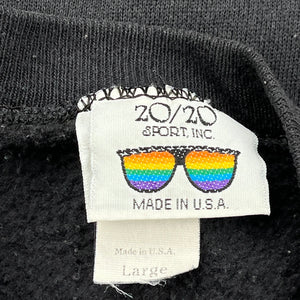 20/20
SPORT, INC.
MADE IN U.S.A.
Made in U.S.A.
Large